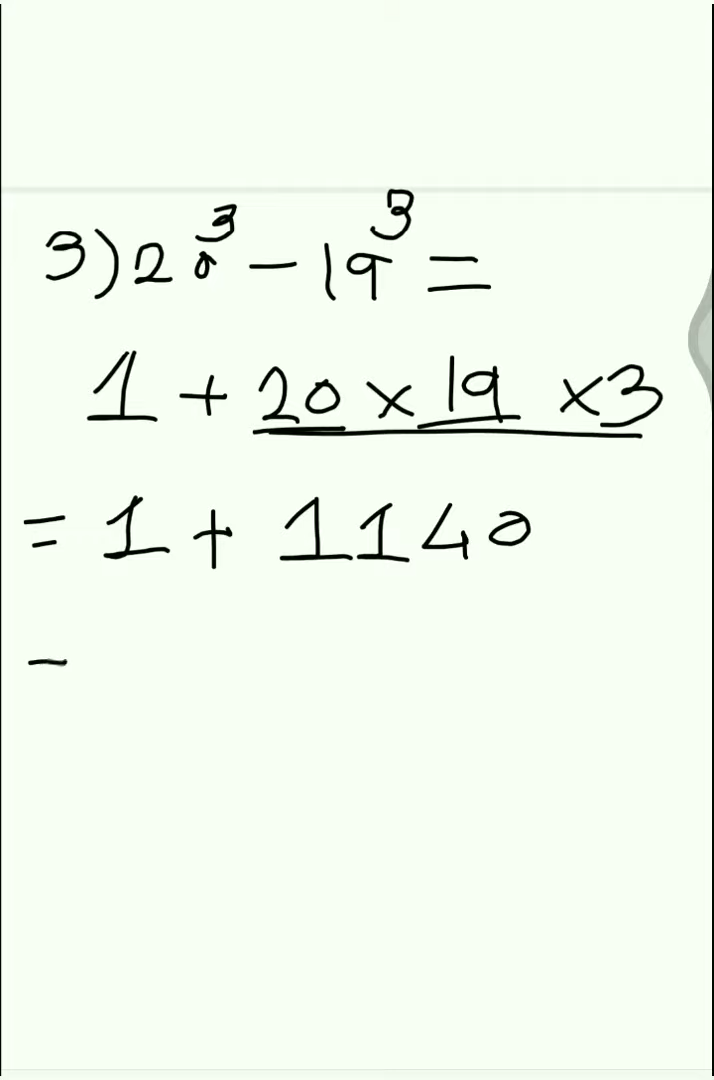 3) 20³ - 19³ =
1 + 20 × 19 × 3
= 1 + 1140
-